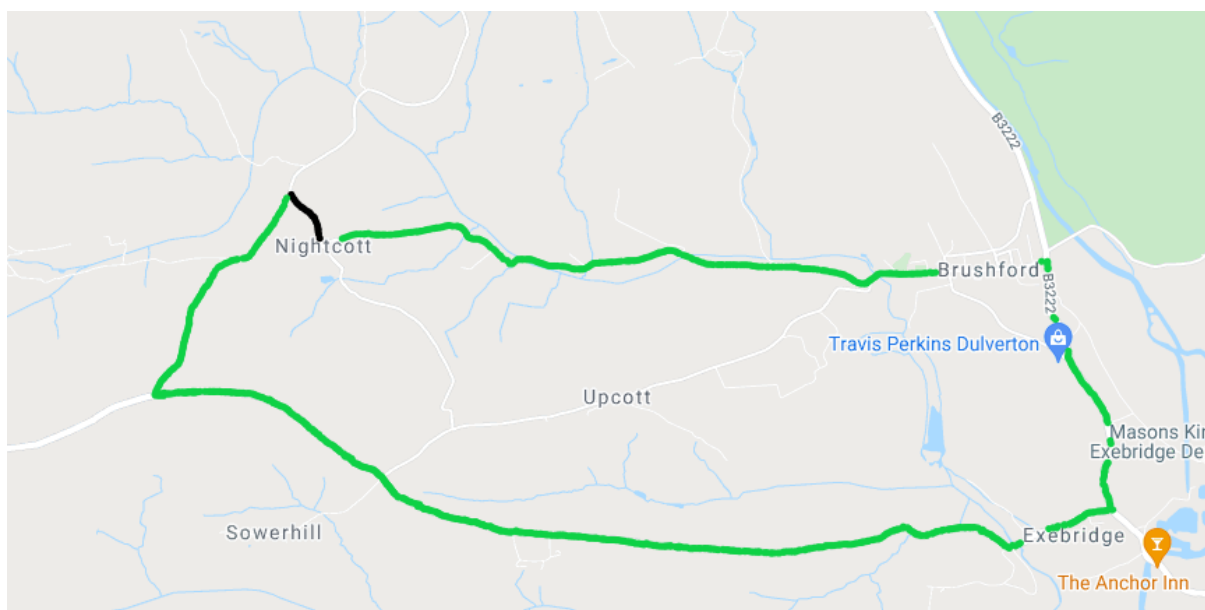 B3222
Nightcott
Brushford
B3222
Travis Perkins Dulverton
Upcott
Masons Kin
Exebridge De
Sowerhill
Exebridge
The Anchor Inn